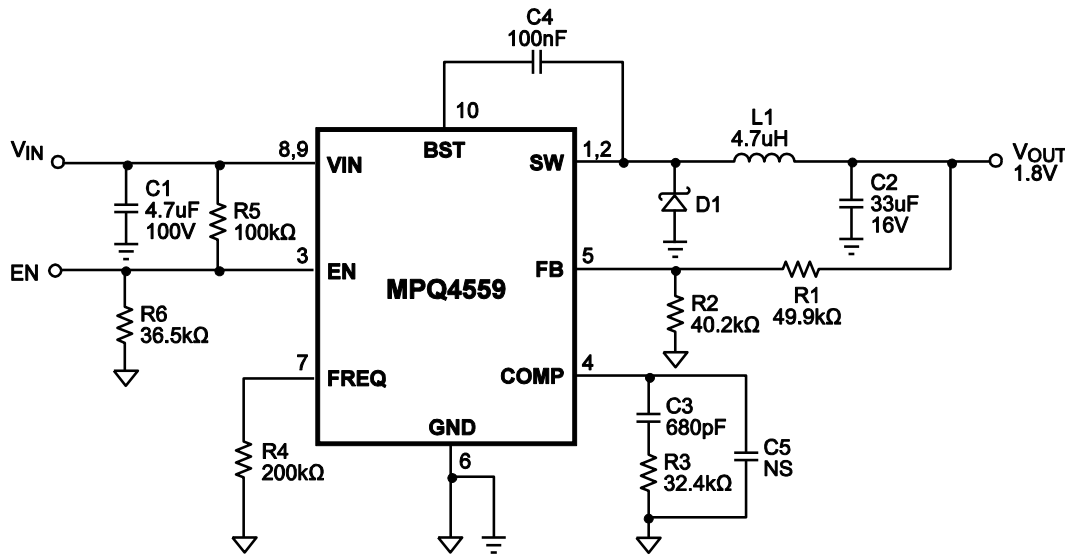 C4
100nF
10
L1
4.7uH
VIN
8,9
VIN
BST
SW
1,2
VOUT
1.8V
C1
4.7uF
100V
R5
100kΩ
D1
C2
33uF
16V
EN
3
EN
MPQ4559
FB
5
R6
36.5kΩ
R2
40.2kΩ
R1
49.9kΩ
7
FREQ
COMP
4
GND
6
R4
200kΩ
C3
680pF
R3
32.4kΩ
C5
NS